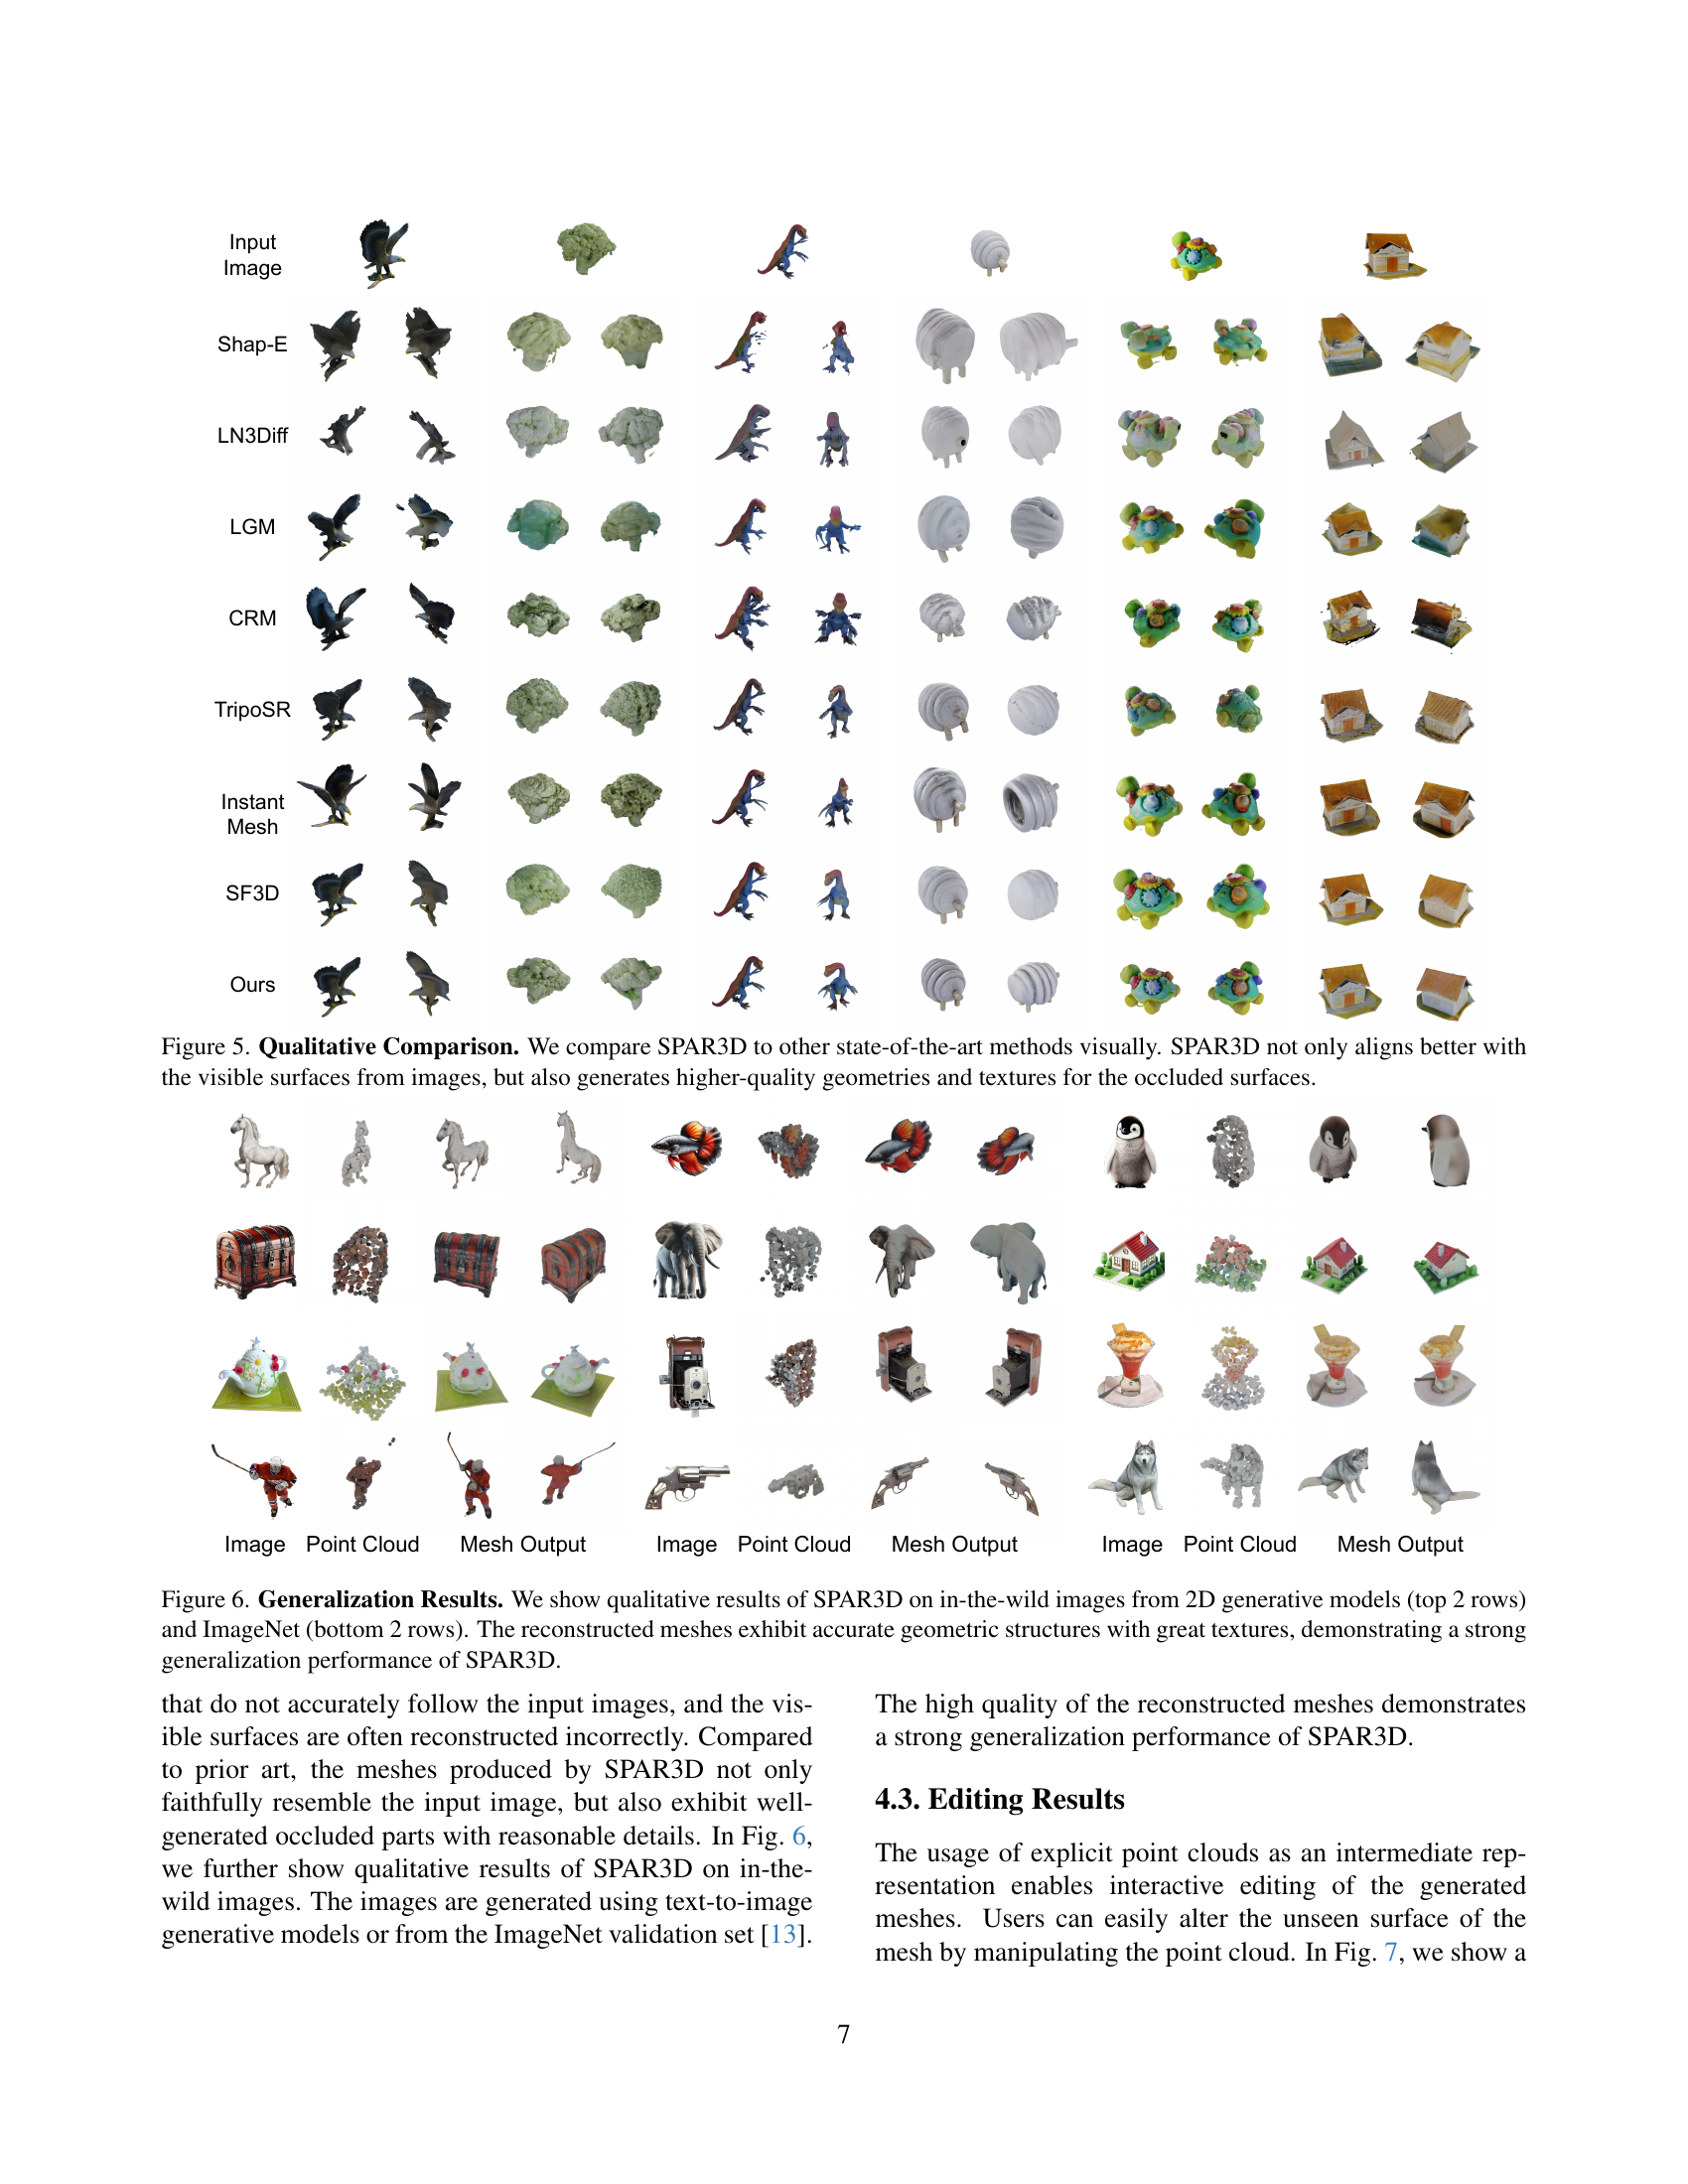 Input
Image
Shap-E
LN3Diff
LGM
CRM
TripoSR
Instant
Mesh
SF3D
Ours
Figure 5. Qualitative Comparison. We compare SPAR3D to other state-of-the-art methods visually. SPAR3D not only aligns better with
the visible surfaces from images, but also generates higher-quality geometries and textures for the occluded surfaces.
Image Point Cloud Mesh Output Image Point Cloud Mesh Output Image Point Cloud Mesh Output
Figure 6. Generalization Results. We show qualitative results of SPAR3D on in-the-wild images from 2D generative models (top 2 rows)
and ImageNet (bottom 2 rows). The reconstructed meshes exhibit accurate geometric structures with great textures, demonstrating a strong
generalization performance of SPAR3D.
that do not accurately follow the input images, and the vis-
ible surfaces are often reconstructed incorrectly. Compared
to prior art, the meshes produced by SPAR3D not only
faithfully resemble the input image, but also exhibit well-
generated occluded parts with reasonable details. In Fig. 6,
we further show qualitative results of SPAR3D on in-the-
wild images. The images are generated using text-to-image
generative models or from the ImageNet validation set [13].
The high quality of the reconstructed meshes demonstrates
a strong generalization performance of SPAR3D.
4.3. Editing Results
The usage of explicit point clouds as an intermediate rep-
resentation enables interactive editing of the generated
meshes. Users can easily alter the unseen surface of the
mesh by manipulating the point cloud. In Fig. 7, we show a
7